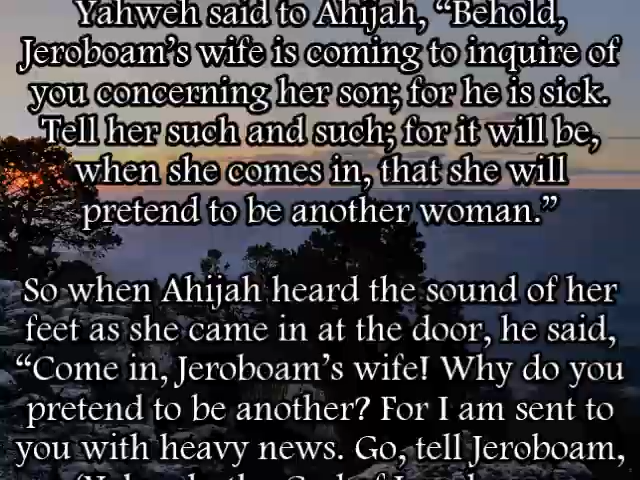 Yahweh said to Ahijah, “Behold,
Jeroboam’s wife is coming to inquire of
you concerning her son; for he is sick.
Tell her such and such; for it will be,
when she comes in, that she will
pretend to be another woman.”
So when Ahijah heard the sound of her
feet as she came in at the door, he said,
“Come in, Jeroboam’s wife! Why do you
pretend to be another? For I am sent to
you with heavy news. Go, tell Jeroboam,